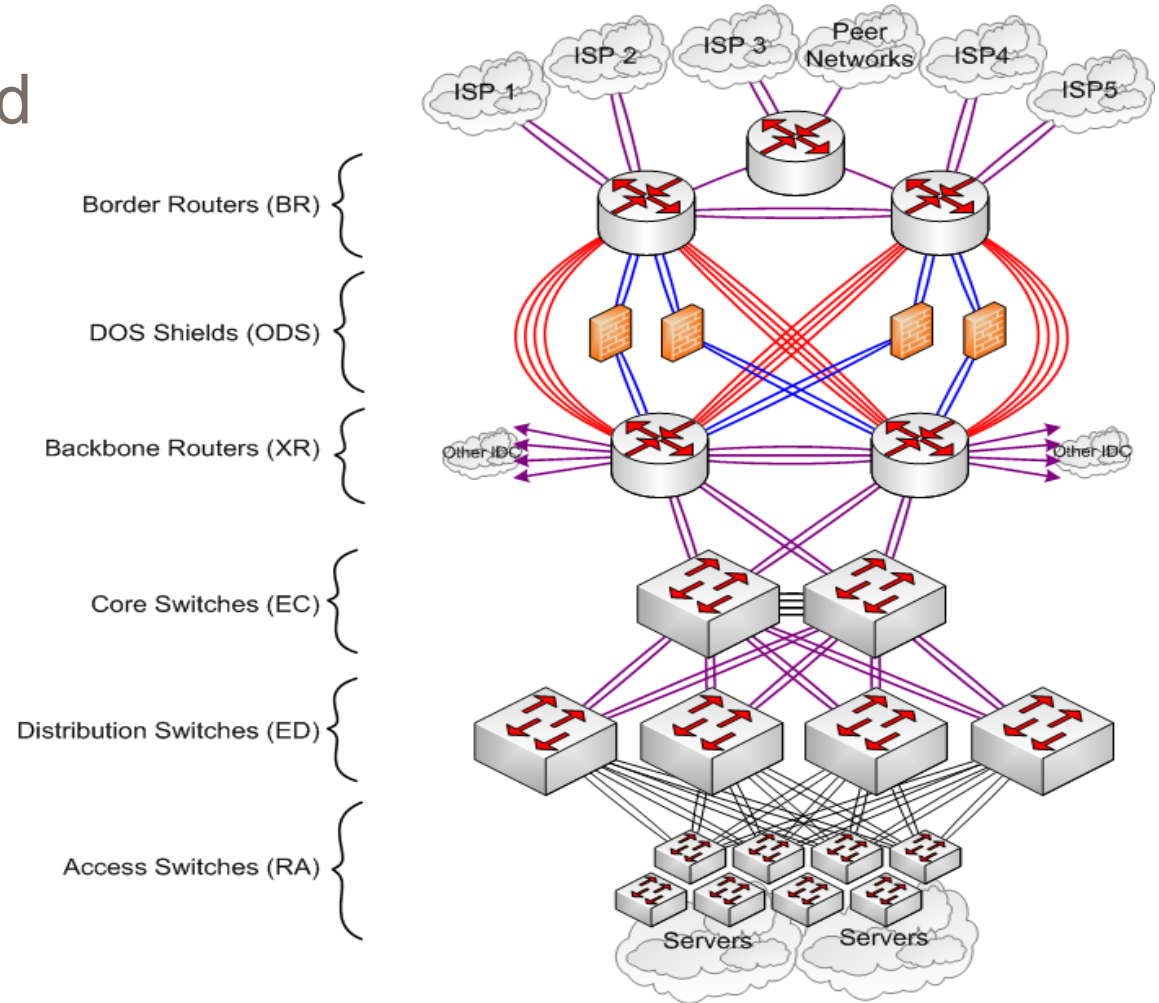 d
ISP 1
ISP 2
ISP 3
Peer
Networks
ISP4
ISP5
Border Routers (BR)
DOS Shields (ODS)
Backbone Routers (XR)
Other IDC
Other IDC
Core Switches (EC)
Distribution Switches (ED)
Access Switches (RA)
Servers
Servers